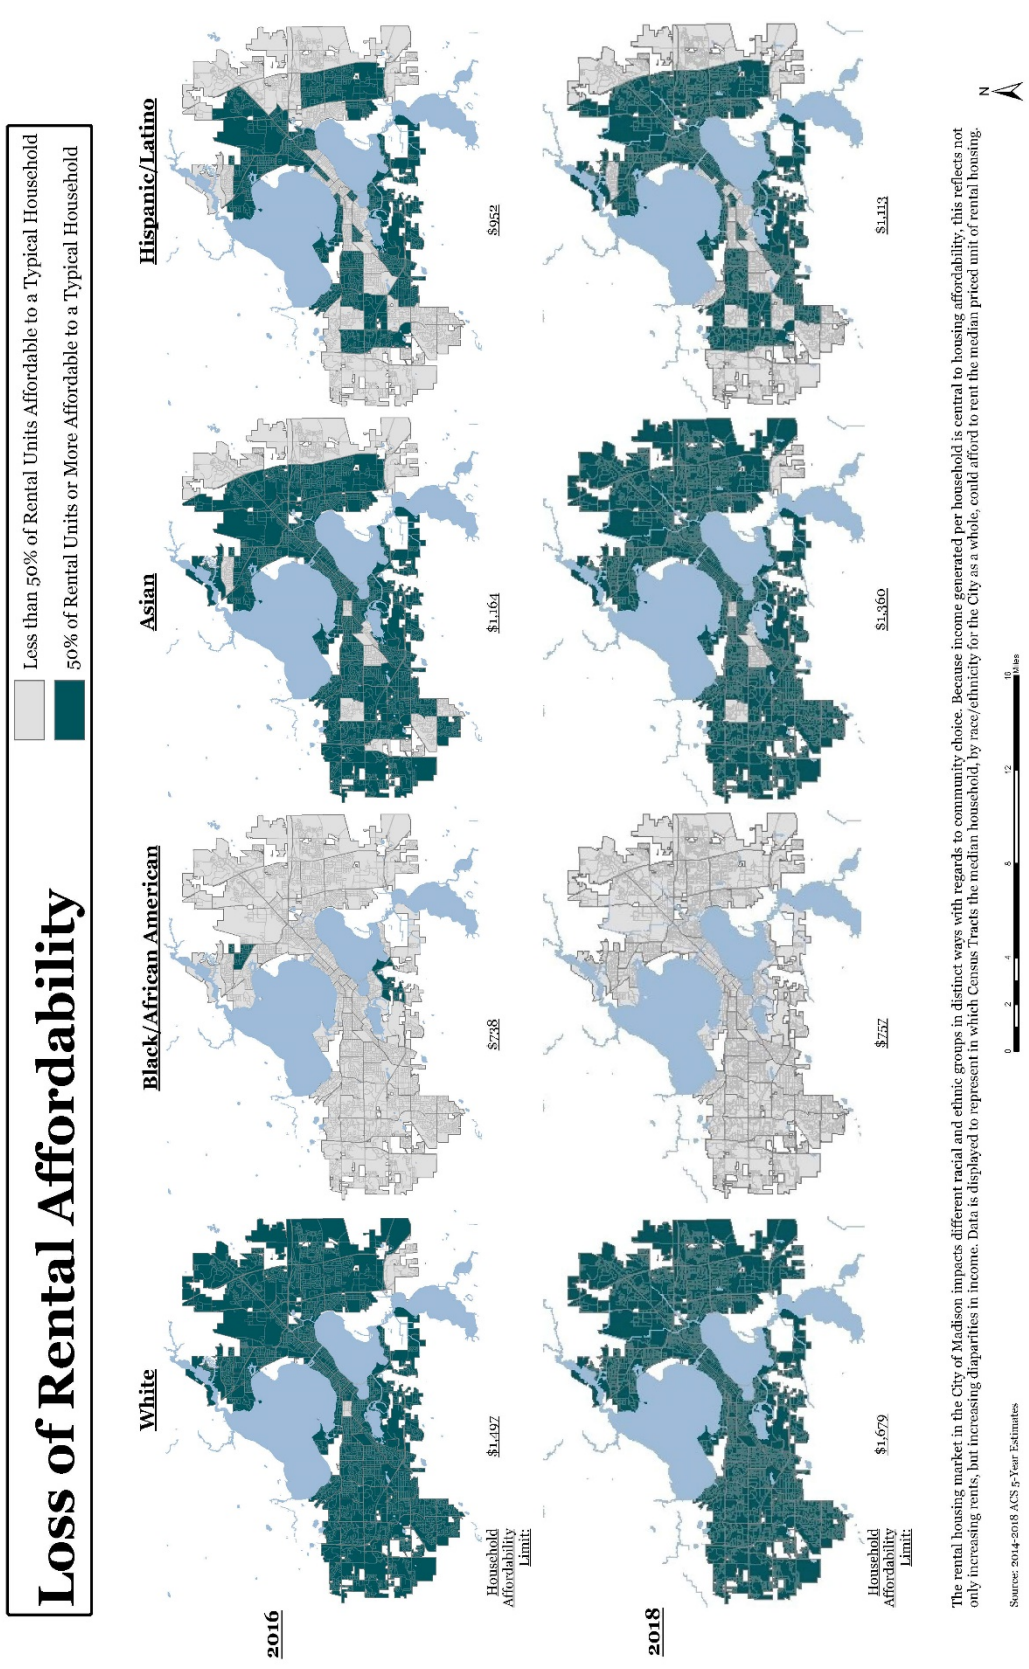 Loss of Rental Affordability
Less than 50% of Rental Units Affordable to a Typical Household
50% of Rental Units or More Affordable to a Typical Household
White
Black/African American
Asian
Hispanic/Latino
2016
Household
Affordability
Limit:
$1,497
$738
$1,164
$952
2018
Household
Affordability
Limit:
$1,679
$757
$1,360
$1,113
The rental housing market in the City of Madison impacts different racial and ethnic groups in distinct ways with regards to community choice. Because income generated per household is central to housing affordability, this reflects not
only increasing rents, but increasing diaparities in income. Data is displayed to represent in which Census Tracts the median household, by race/ethnicity for the City as a whole, could afford to rent the median priced unit of rental housing.
Source: 2014-2018 ACS 5-Year Estimates
0 2 4 8 12 16
Miles
N